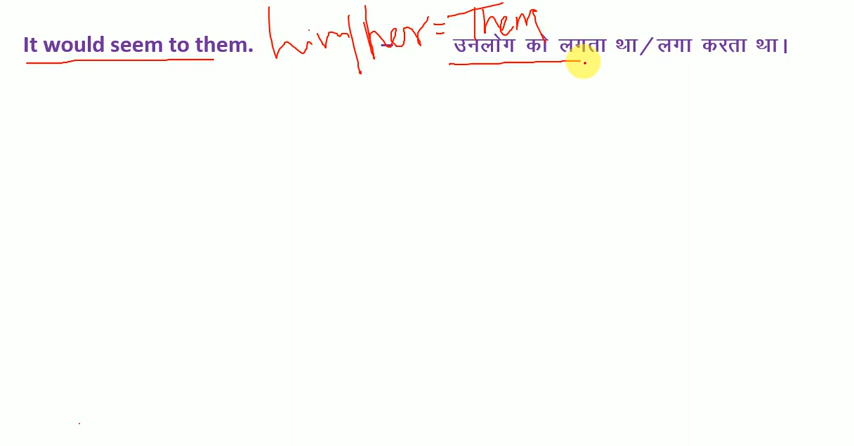 It would seem to them. him/her = Them उनलोग को लगता था/लगा करता था।